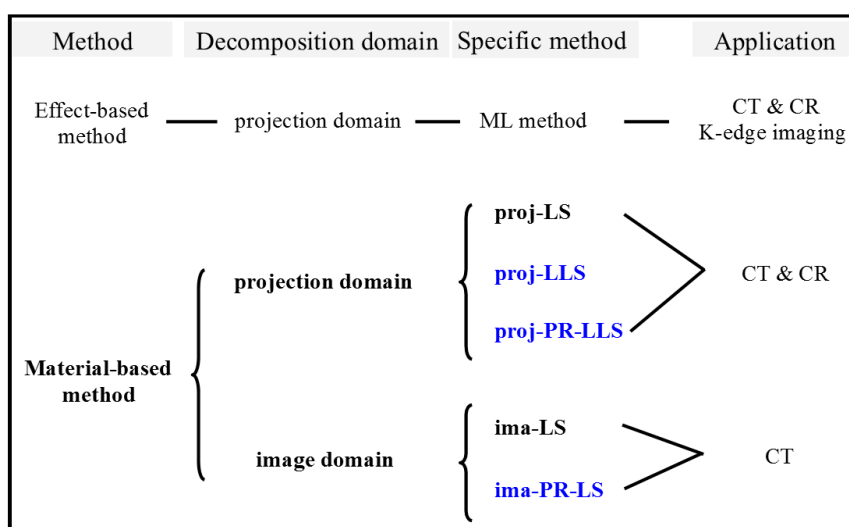 Method Decomposition domain Specific method Application
Effect-based
method
projection domain
ML method
CT & CR
K-edge imaging
Material-based
method
projection domain
proj-LS
proj-LLS
proj-PR-LLS
CT & CR
image domain
ima-LS
ima-PR-LS
CT